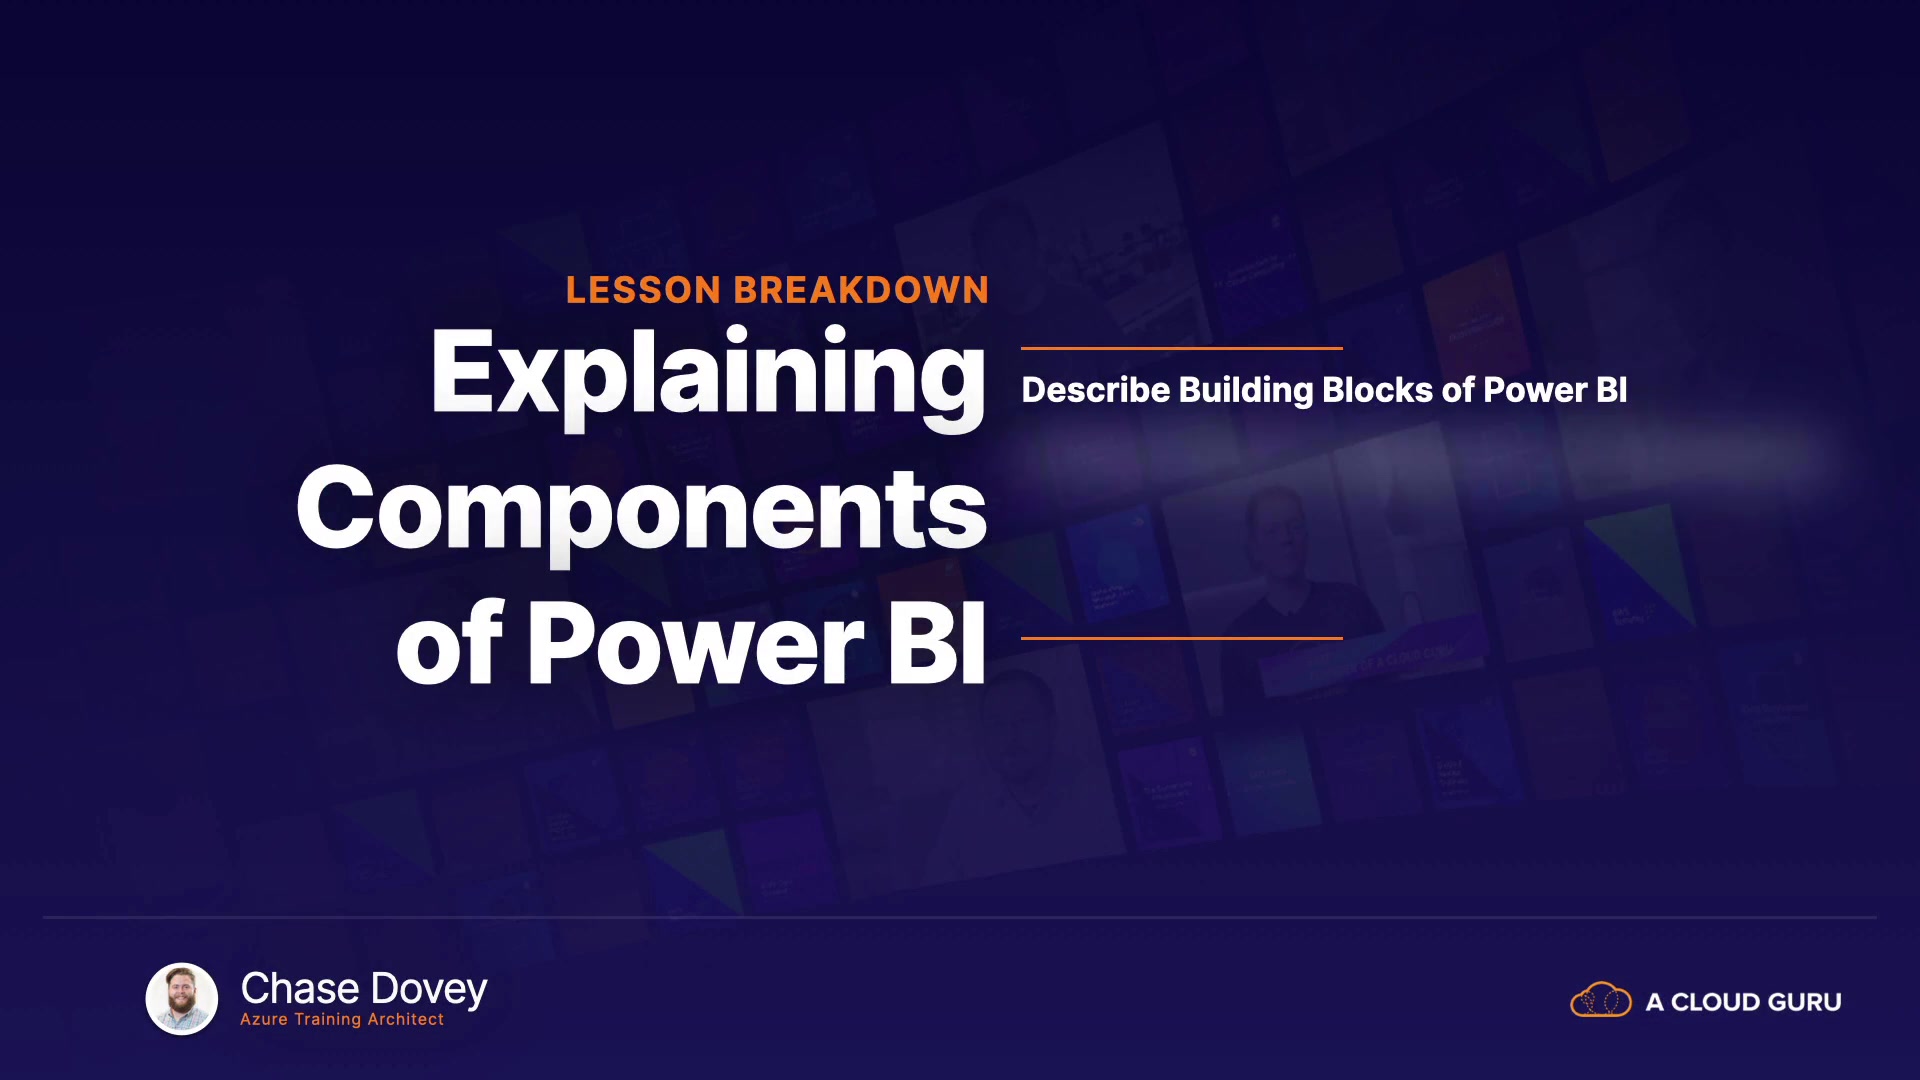 LESSON BREAKDOWN
Explaining
Components
of Power BI
Describe Building Blocks of Power BI
Chase Dovey
Azure Training Architect
A CLOUD GURU